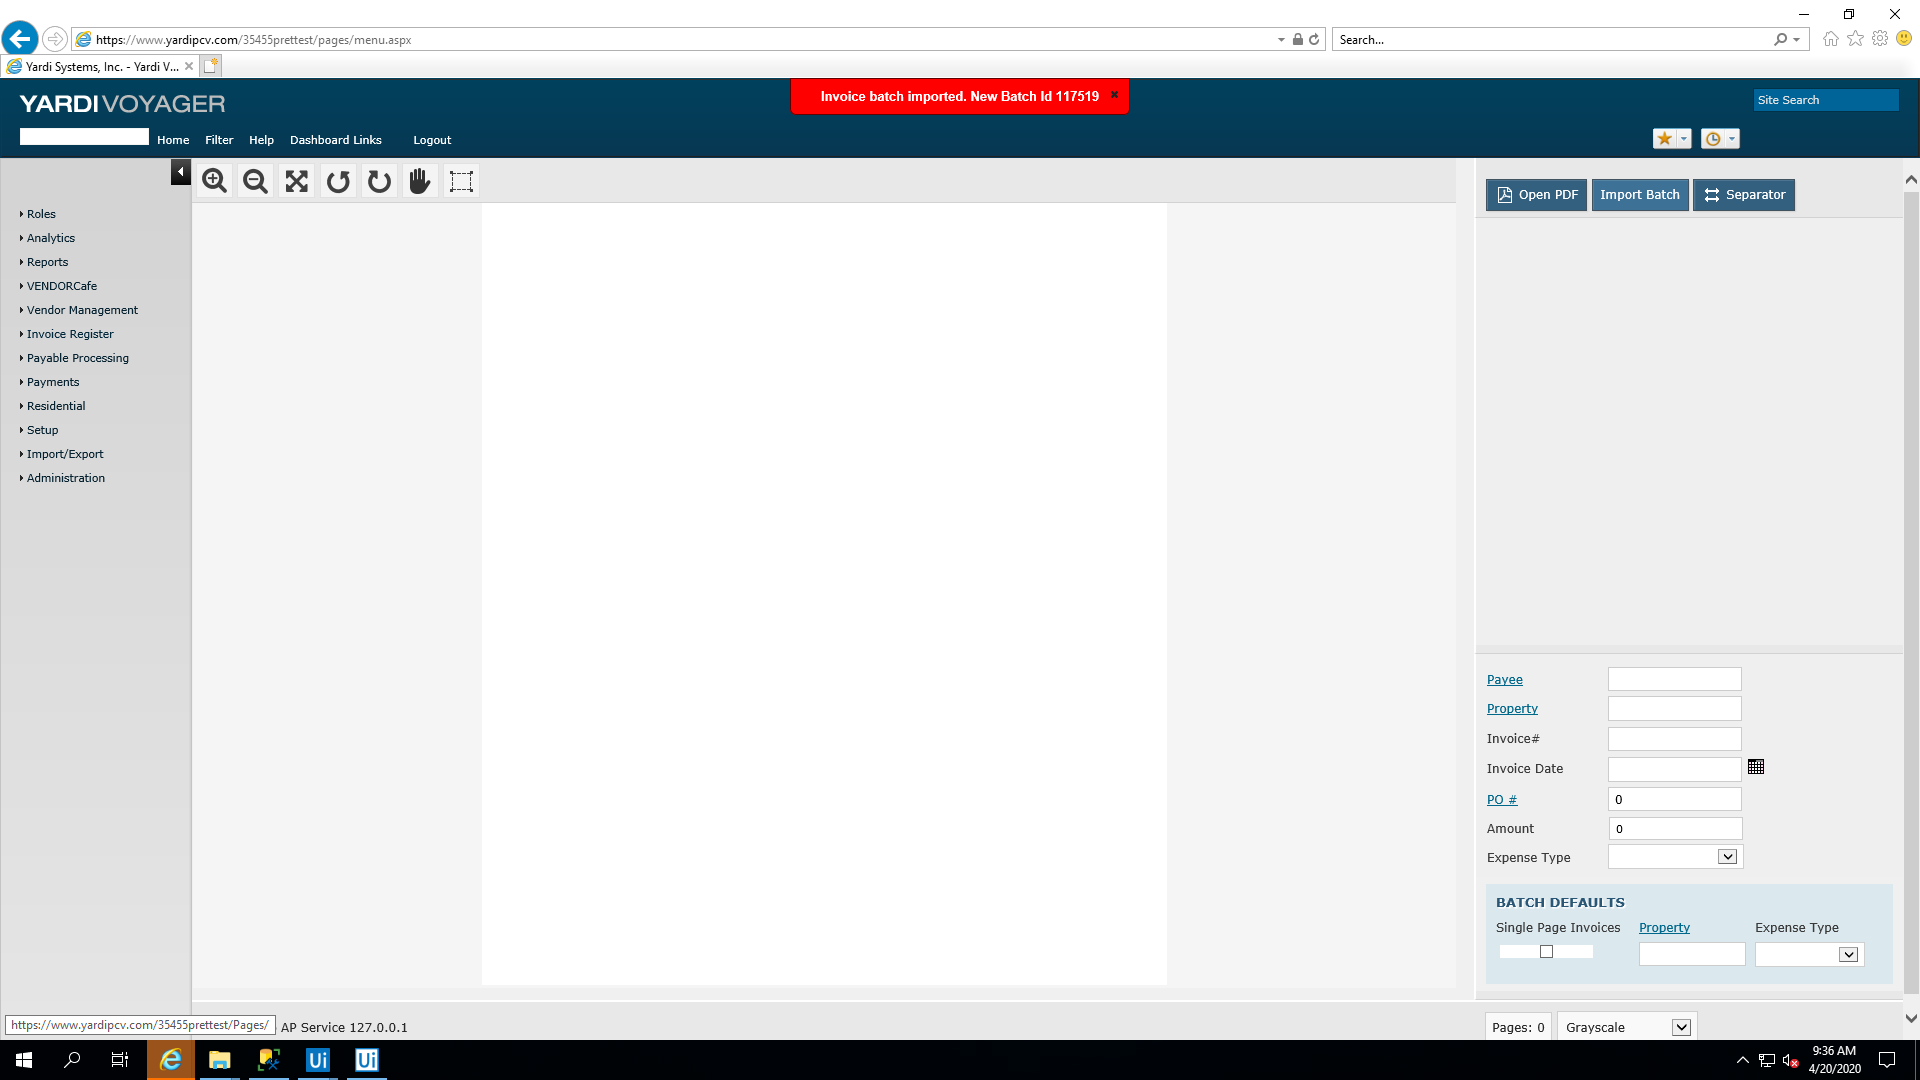 https://www.yardipcv.com/35455prettest/pages/menu.aspx
Search...
Yardi Systems, Inc. - Yardi V...
YARDI VOYAGER
Invoice batch imported. New Batch Id 117519
Site Search
Home
Filter
Help
Dashboard Links
Logout
Roles
Analytics
Reports
VENDORCafe
Vendor Management
Invoice Register
Payable Processing
Payments
Residential
Setup
Import/Export
Administration
Open PDF
Import Batch
Separator
Payee
Property
Invoice#
Invoice Date
PO # 0
Amount 0
Expense Type
BATCH DEFAULTS
Single Page Invoices
Property
Expense Type
https://www.yardipcv.com/35455prettest/Pages/
AP Service 127.0.0.1
Pages: 0
Grayscale
Ui
Ui
9:36 AM
4/20/2020